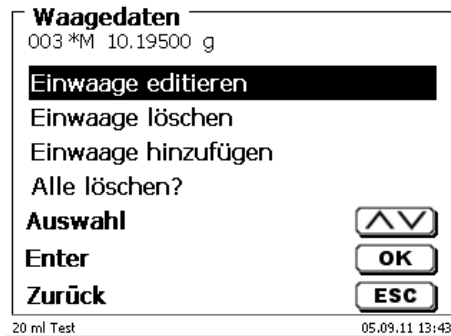 Waagedaten
003 *M 10.19500 g
Einwaage editieren
Einwaage löschen
Einwaage hinzufügen
Alle löschen?
Auswahl
Enter OK
Zurück ESC
20 ml Test 05.09.11 13:43